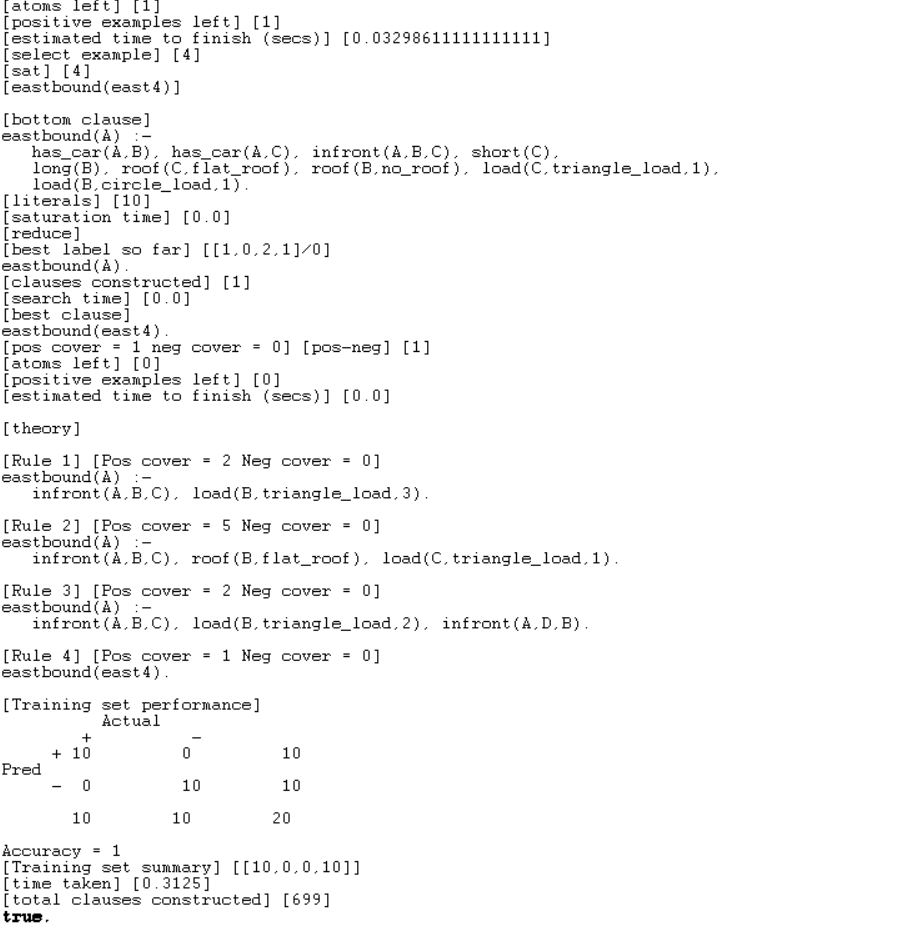 [atoms left] [1]
[positive examples left] [1]
[estimated time to finish (secs)] [0.03298611111111111]
[select example] [4]
[sat] [4]
[eastbound(east4)]
[bottom clause]
eastbound(A) :-
has_car(A,B), has_car(A,C), infront(A,B,C), short(C),
long(B), roof(C,flat_roof), roof(B,no_roof), load(C,triangle_load,1),
load(B,circle_load,1).
[literals] [10]
[saturation time] [0.0]
[reduce]
[best label so far] [[1,0,2,1]/0]
eastbound(A).
[clauses constructed] [1]
[search time] [0.0]
[best clause]
eastbound(east4).
[pos cover = 1 neg cover = 0] [pos-neg] [1]
[atoms left] [0]
[positive examples left] [0]
[estimated time to finish (secs)] [0.0]
[theory]
[Rule 1] [Pos cover = 2 Neg cover = 0]
eastbound(A) :-
infront(A,B,C), load(B,triangle_load,3).
[Rule 2] [Pos cover = 5 Neg cover = 0]
eastbound(A) :-
infront(A,B,C), roof(B,flat_roof), load(C,triangle_load,1).
[Rule 3] [Pos cover = 2 Neg cover = 0]
eastbound(A) :-
infront(A,B,C), load(B,triangle_load,2), infront(A,D,B).
[Rule 4] [Pos cover = 1 Neg cover = 0]
eastbound(east4).
[Training set performance]
Actual
+ -
+ 10 0 10
Pred
- 0 10 10
10 10 20
Accuracy = 1
[Training set summary] [[10,0,0,10]]
[time taken] [0.3125]
[total clauses constructed] [699]
true.